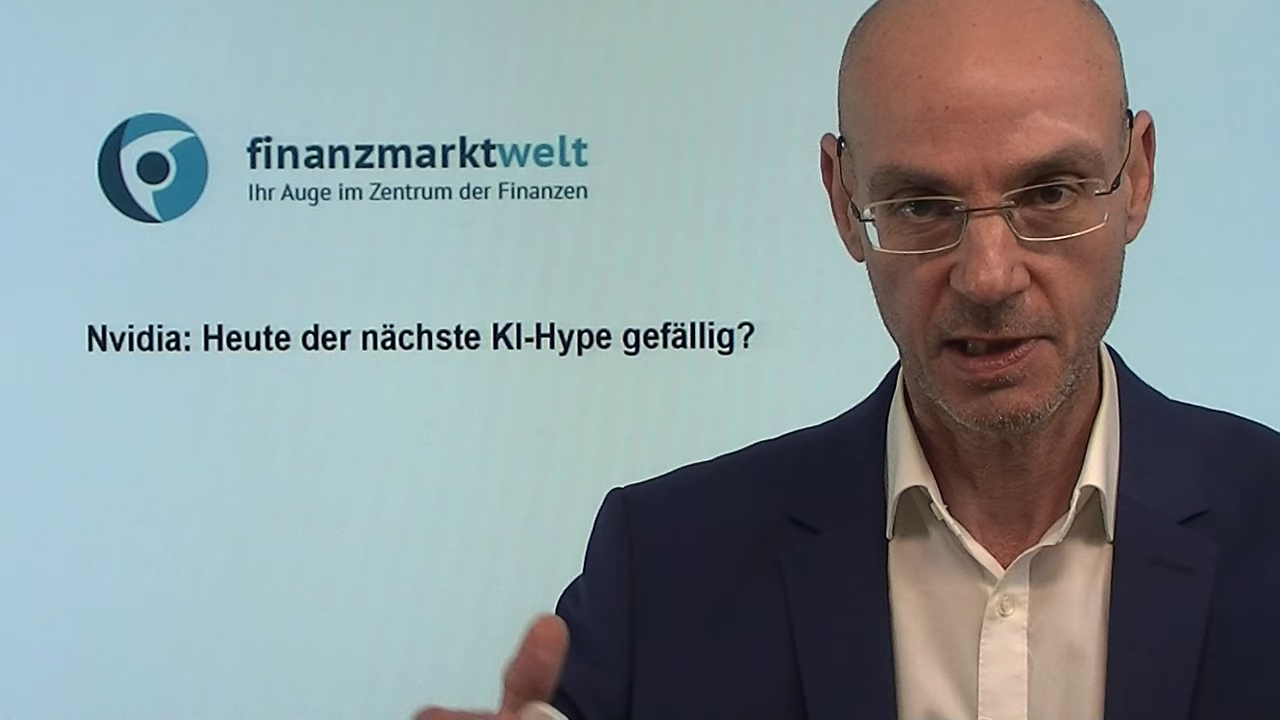 finanzmarktwelt
Ihr Auge im Zentrum der Finanzen
Nvidia: Heute der nächste KI-Hype gefällig?